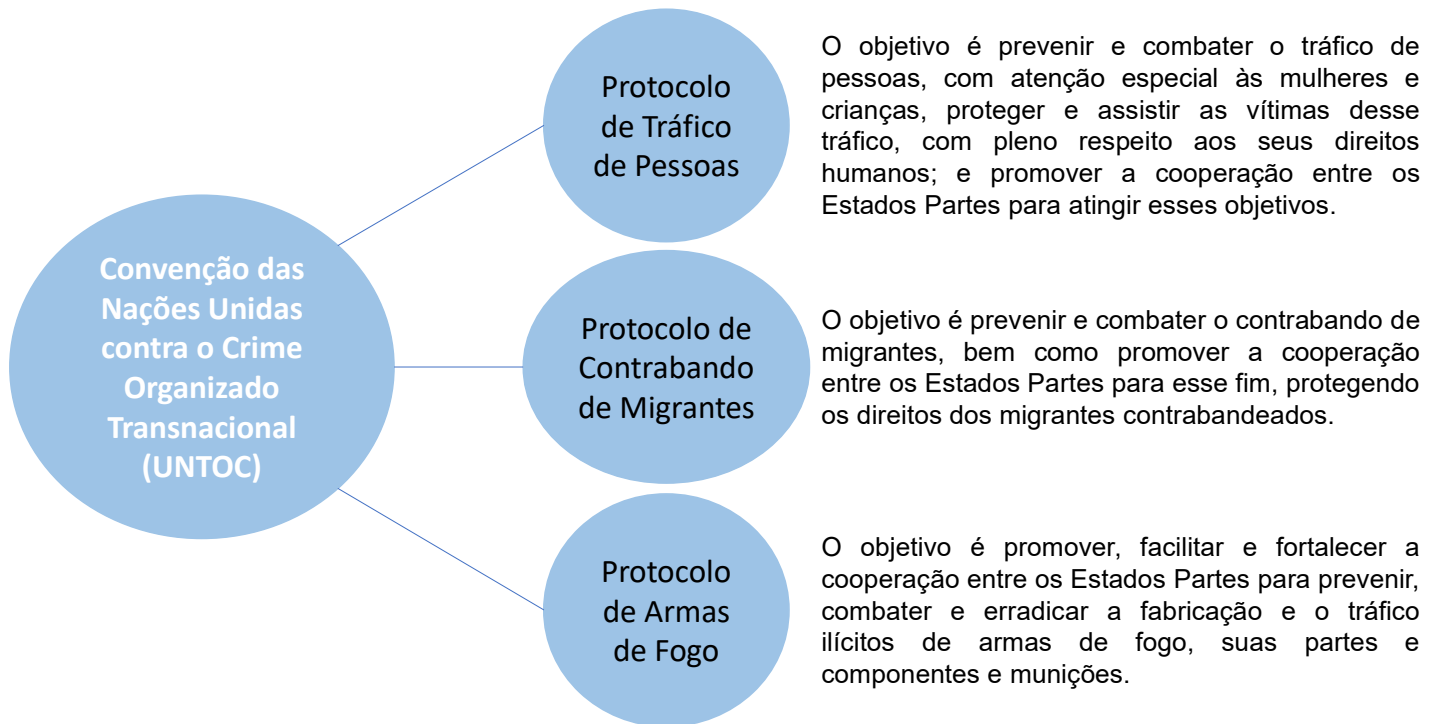 Convenção das
Nações Unidas
contra o Crime
Organizado
Transnacional
(UNTOC)
Protocolo
de Tráfico
de Pessoas
O objetivo é prevenir e combater o tráfico de
pessoas, com atenção especial às mulheres e
crianças, proteger e assistir as vítimas desse
tráfico, com pleno respeito aos seus direitos
humanos; e promover a cooperação entre os
Estados Partes para atingir esses objetivos.
Protocolo de
Contrabando
de Migrantes
O objetivo é prevenir e combater o contrabando de
migrantes, bem como promover a cooperação
entre os Estados Partes para esse fim, protegendo
os direitos dos migrantes contrabandeados.
Protocolo
de Armas
de Fogo
O objetivo é promover, facilitar e fortalecer a
cooperação entre os Estados Partes para prevenir,
combater e erradicar a fabricação e o tráfico
ilícitos de armas de fogo, suas partes e
componentes e munições.